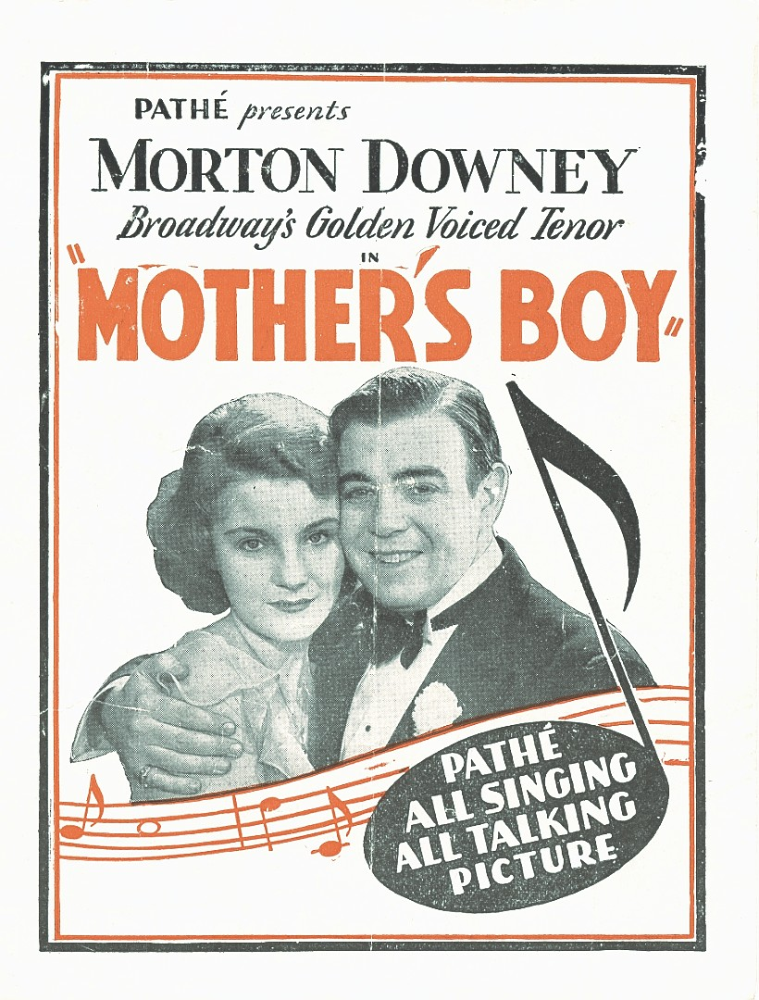 PATHÉ presents
MORTON DOWNEY
Broadway's Golden Voiced Tenor
IN
"MOTHER'S BOY"
PATHÉ
ALL SINGING
ALL TALKING
PICTURE